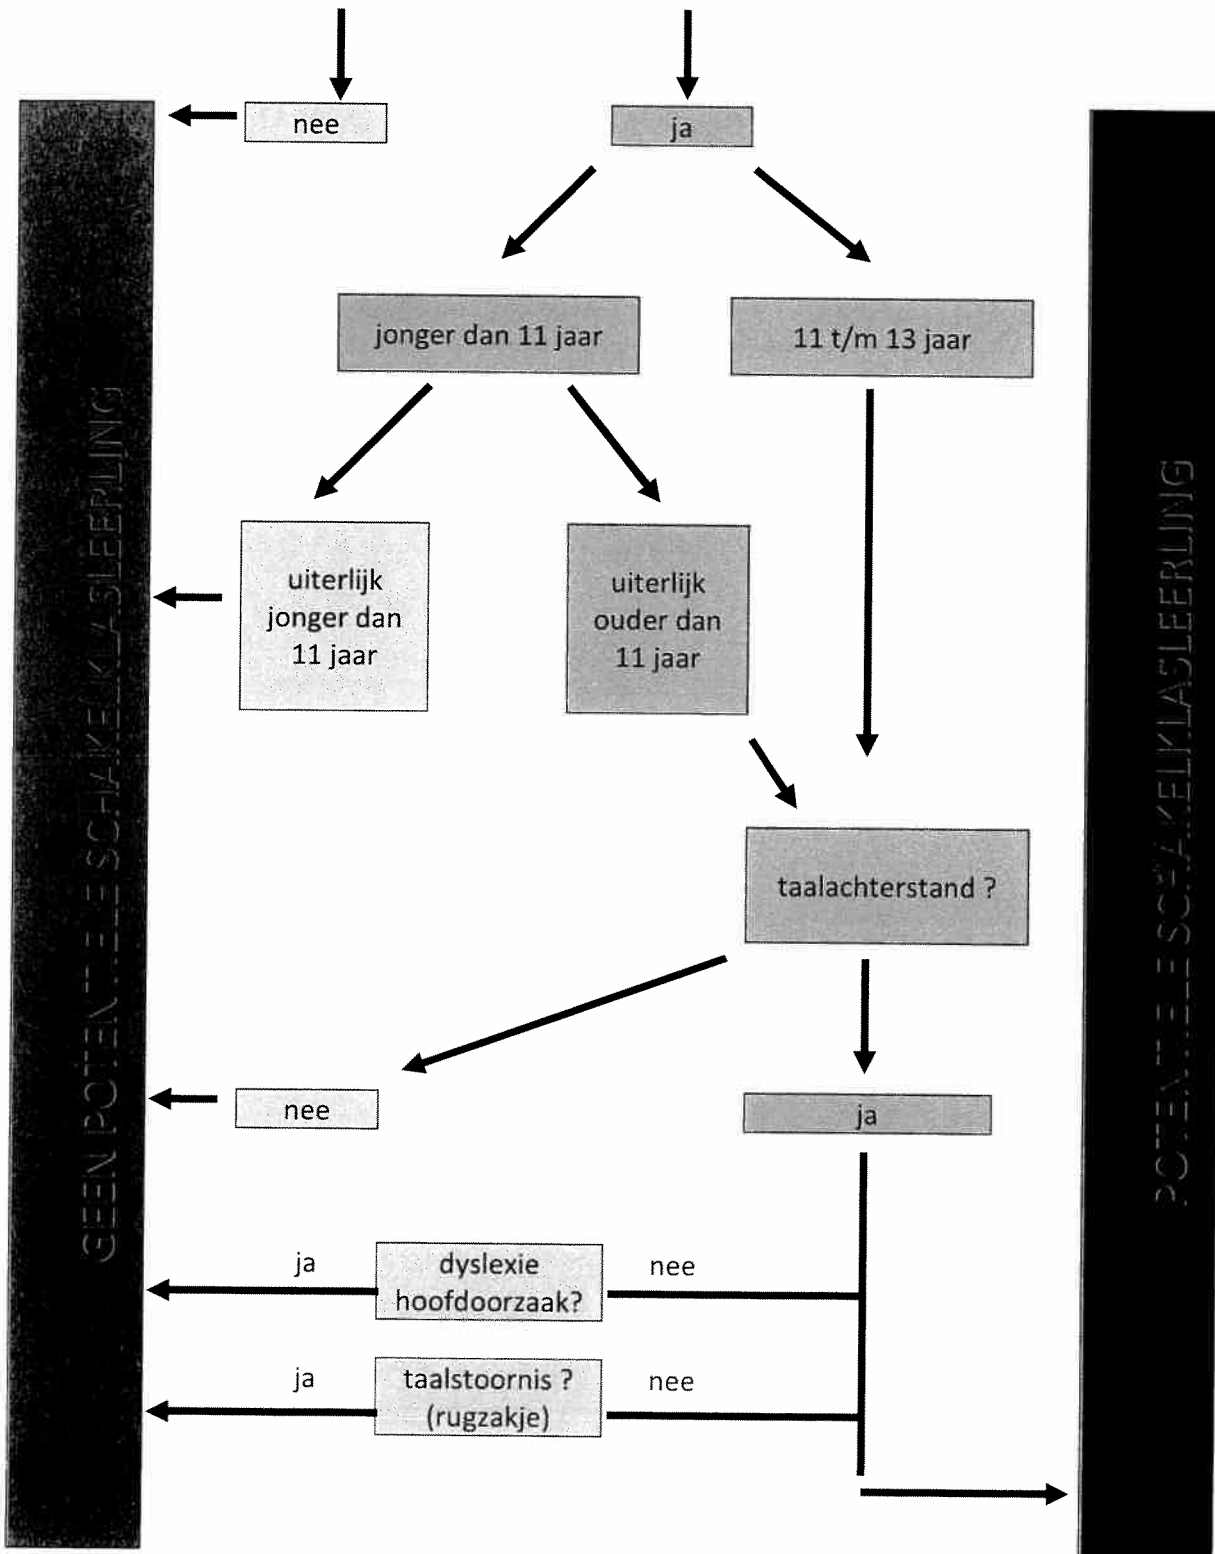 nee
ja
jonger dan 11 jaar
11 t/m 13 jaar
uiterlijk
jonger dan
11 jaar
uiterlijk
ouder dan
11 jaar
taalachterstand ?
nee
ja
ja
dyslexie
hoofdoorzaak?
nee
ja
taalstoornis ?
(rugzakje)
nee
GEEN POTENTIELE SCHAKELKLASLEERLING
POTENTIELE SCHAKELKLASLEERLING